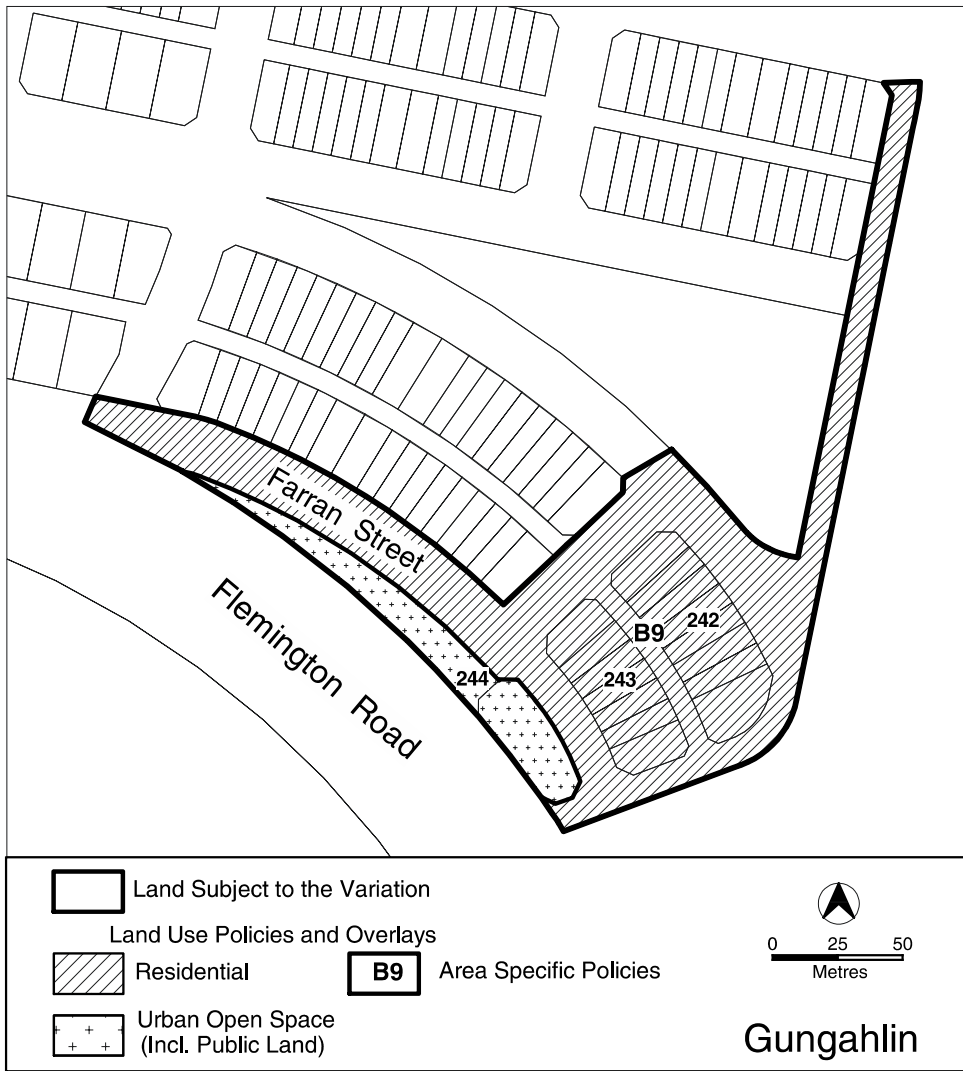 Farran Street
Flemington Road
242
B9
243
244
Land Subject to the Variation
Land Use Policies and Overlays
Residential
B9 Area Specific Policies
Urban Open Space
(Incl. Public Land)
0 25 50
Metres
Gungahlin